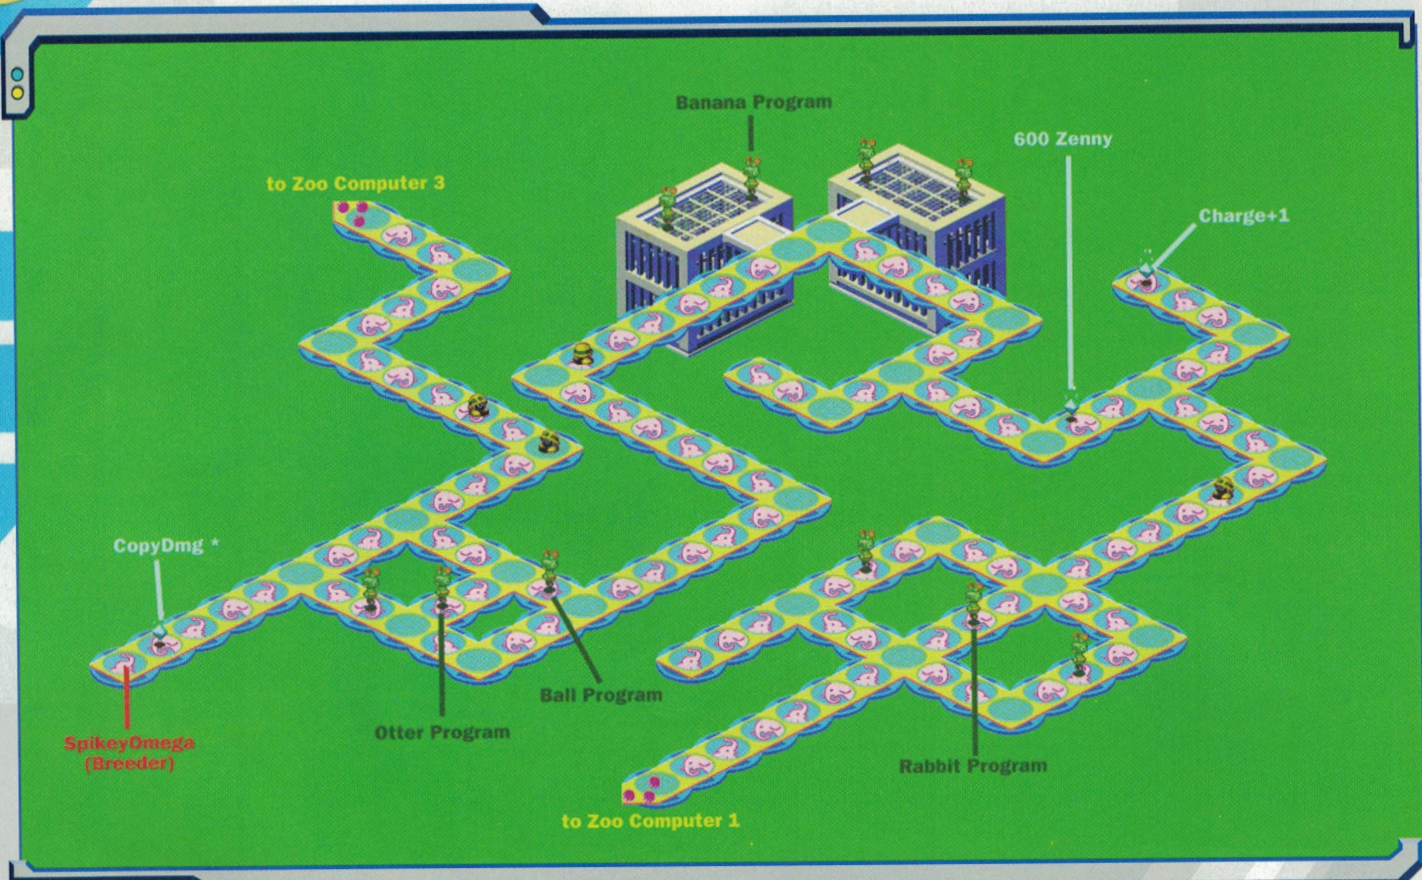 Banana Program
600 Zenny
to Zoo Computer 3
Charge+1
CopyDmg *
Ball Program
Otter Program
SpikeyOmega
(Breeder)
Rabbit Program
to Zoo Computer 1